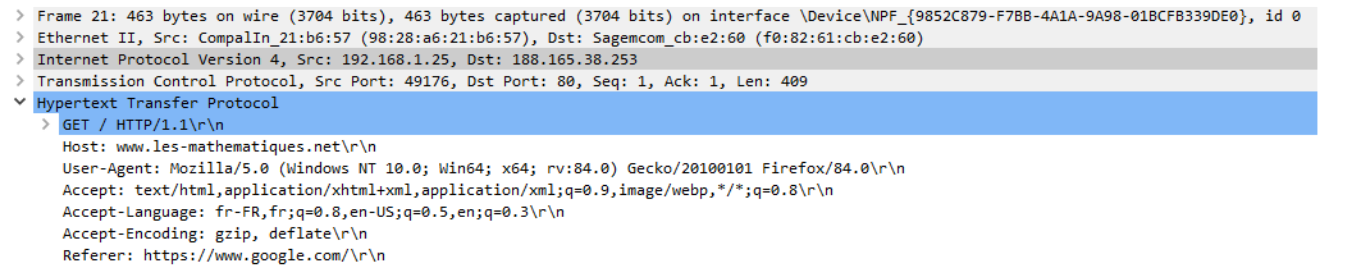 Frame 21: 463 bytes on wire (3704 bits), 463 bytes captured (3704 bits) on interface \Device\NPF_{9852C879-F7BB-4A1A-9A98-01BCFB339DE0}, id 0
Ethernet II, Src: CompalIn_21:b6:57 (98:28:a6:21:b6:57), Dst: Sagemcom_cb:e2:60 (f0:82:61:cb:e2:60)
Internet Protocol Version 4, Src: 192.168.1.25, Dst: 188.165.38.253
Transmission Control Protocol, Src Port: 49176, Dst Port: 80, Seq: 1, Ack: 1, Len: 409
Hypertext Transfer Protocol
GET / HTTP/1.1\r\n
Host: www.les-mathematiques.net\r\n
User-Agent: Mozilla/5.0 (Windows NT 10.0; Win64; x64; rv:84.0) Gecko/20100101 Firefox/84.0\r\n
Accept: text/html,application/xhtml+xml,application/xml;q=0.9,image/webp,*/*;q=0.8\r\n
Accept-Language: fr-FR,fr;q=0.8,en-US;q=0.5,en;q=0.3\r\n
Accept-Encoding: gzip, deflate\r\n
Referer: https://www.google.com/\r\n